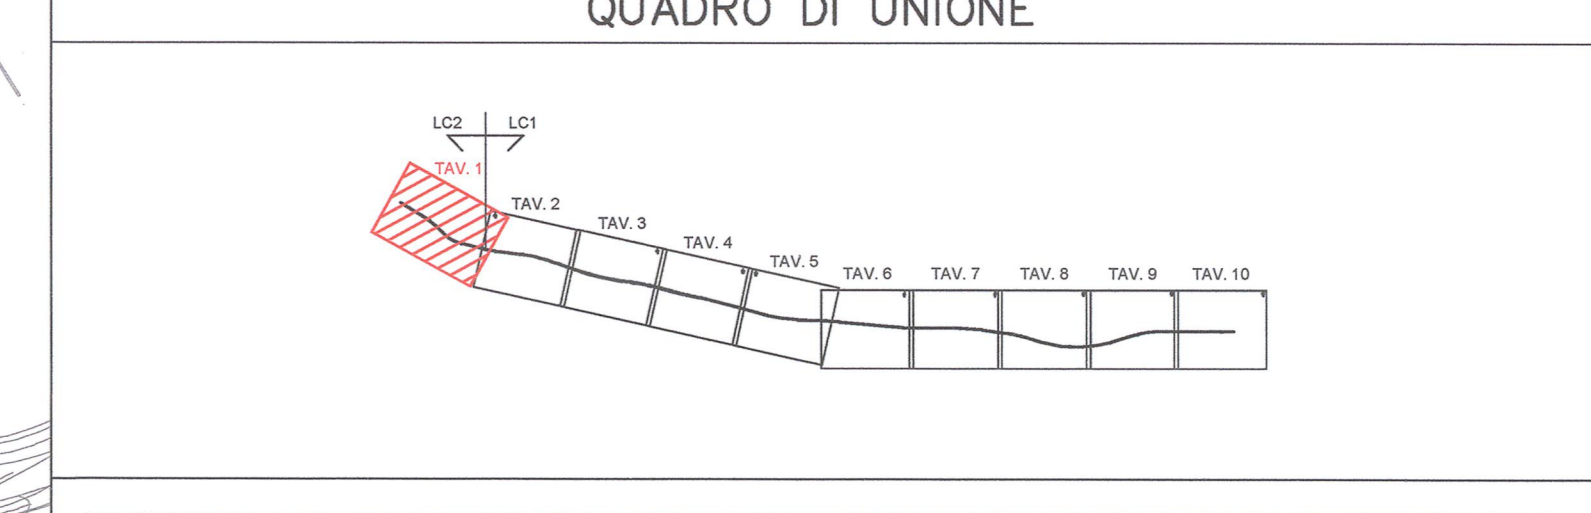 QUADRO DI UNIONE
LC2 LC1
TAV. 1
TAV. 2
TAV. 3
TAV. 4
TAV. 5
TAV. 6
TAV. 7
TAV. 8
TAV. 9
TAV. 10